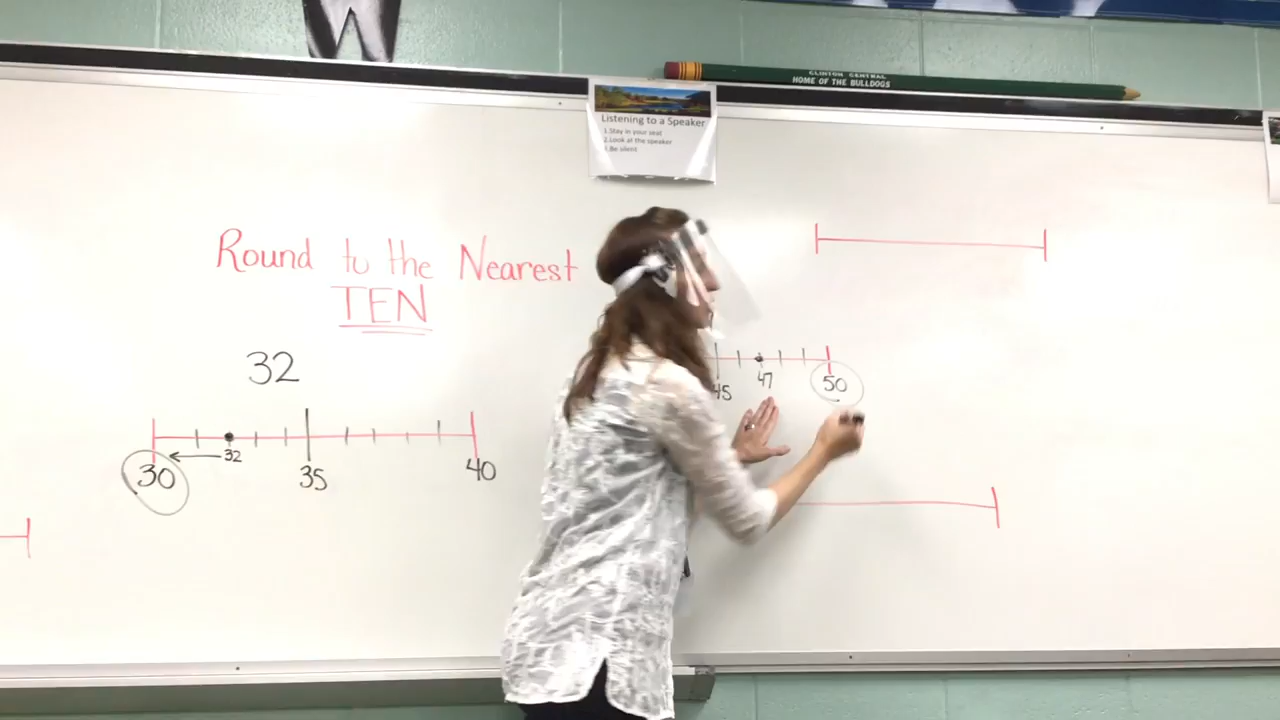 CLINTON CENTRAL
HOME OF THE BULLDOGS
Listening to a Speaker
1.Stay in your seat
2.Look at the speaker
3.Be silent
Round to the Nearest
TEN
32
32
30 35 40
45 47 50